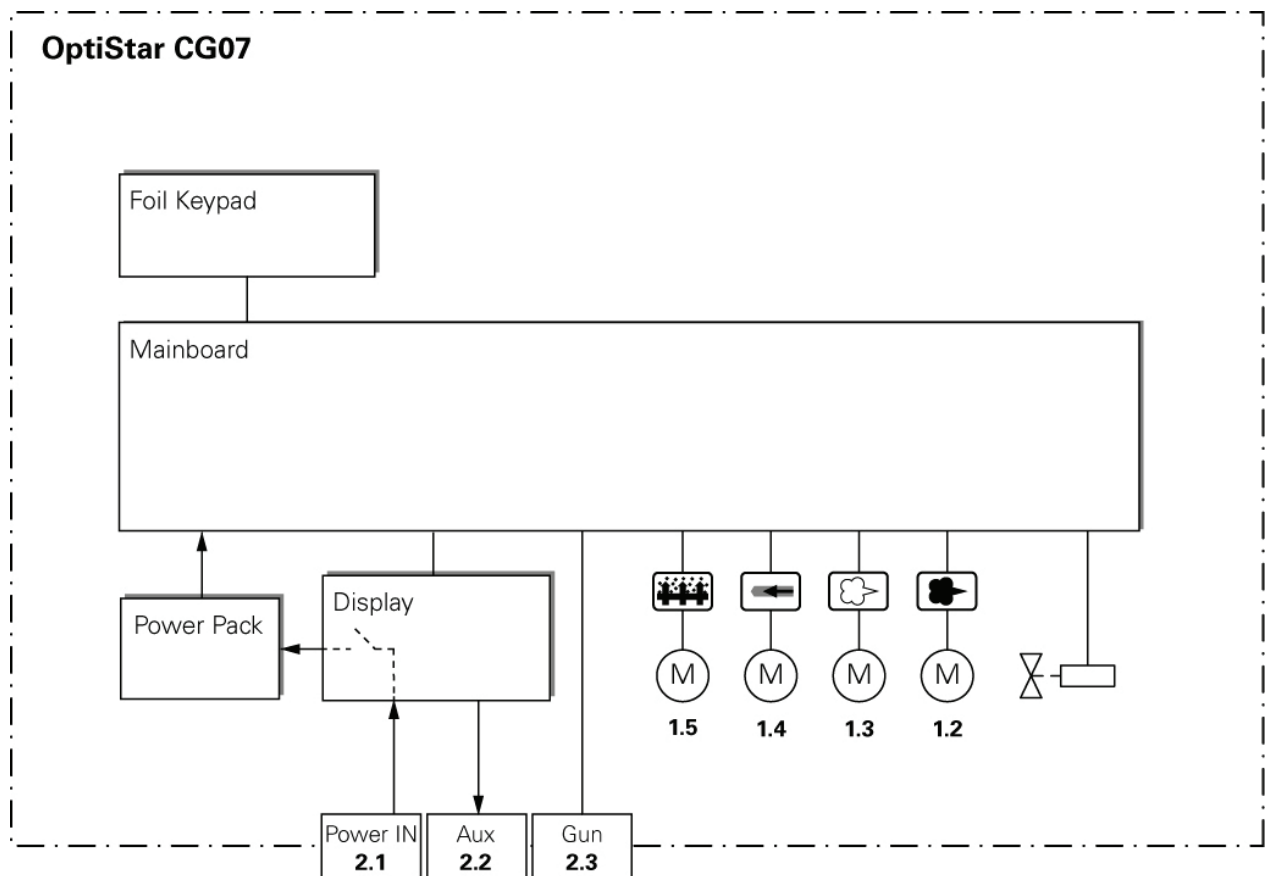 OptiStar CG07
Foil Keypad
Mainboard
Display
Power Pack
M M M M
1.5 1.4 1.3 1.2
Power IN Aux Gun
2.1 2.2 2.3